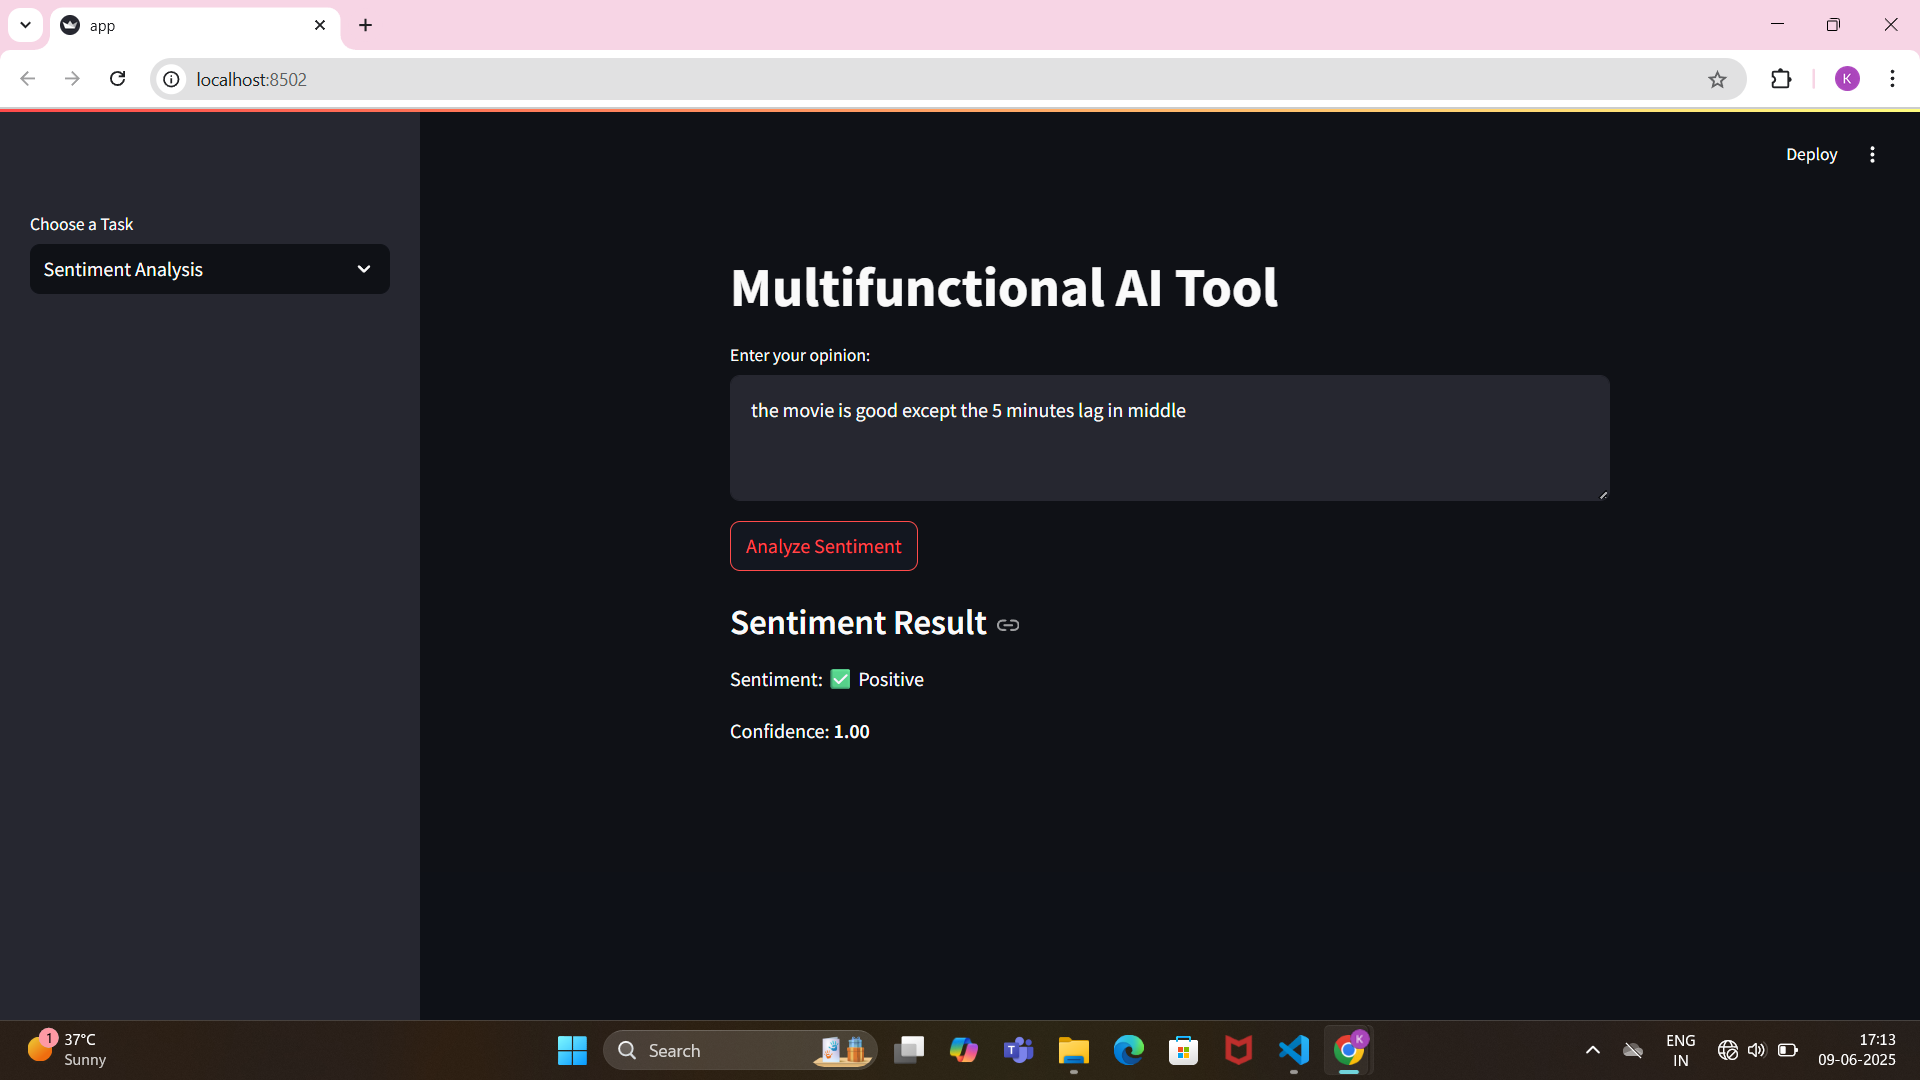 app
localhost:8502
K
Deploy
Choose a Task
Sentiment Analysis
Multifunctional AI Tool
Enter your opinion:
the movie is good except the 5 minutes lag in middle
Analyze Sentiment
Sentiment Result
Sentiment: ✅ Positive
Confidence: 1.00
1
37°C
Sunny
Search
T
K
ENG
IN
17:13
09-06-2025